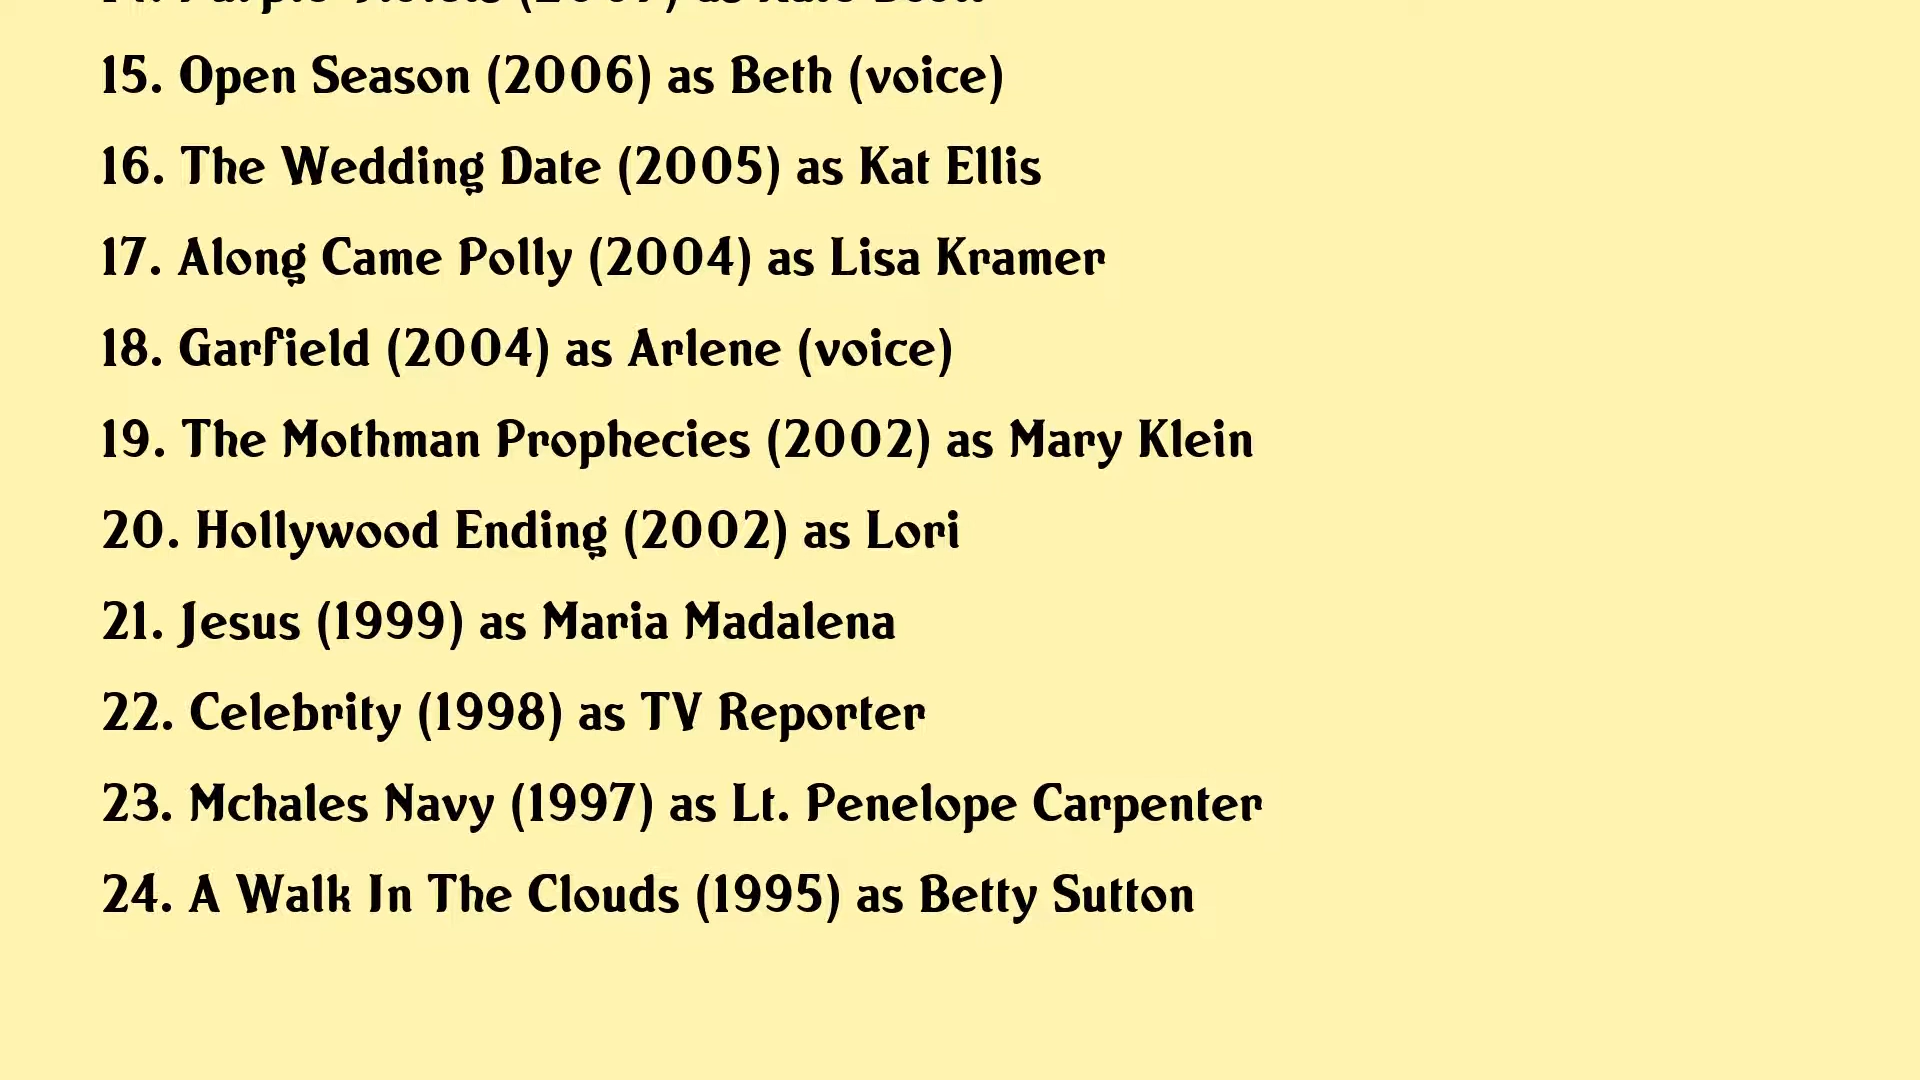 15. Open Season (2006) as Beth (voice)
16. The Wedding Date (2005) as Kat Ellis
17. Along Came Polly (2004) as Lisa Kramer
18. Garfield (2004) as Arlene (voice)
19. The Mothman Prophecies (2002) as Mary Klein
20. Hollywood Ending (2002) as Lori
21. Jesus (1999) as Maria Madalena
22. Celebrity (1998) as TV Reporter
23. Mchales Navy (1997) as Lt. Penelope Carpenter
24. A Walk In The Clouds (1995) as Betty Sutton